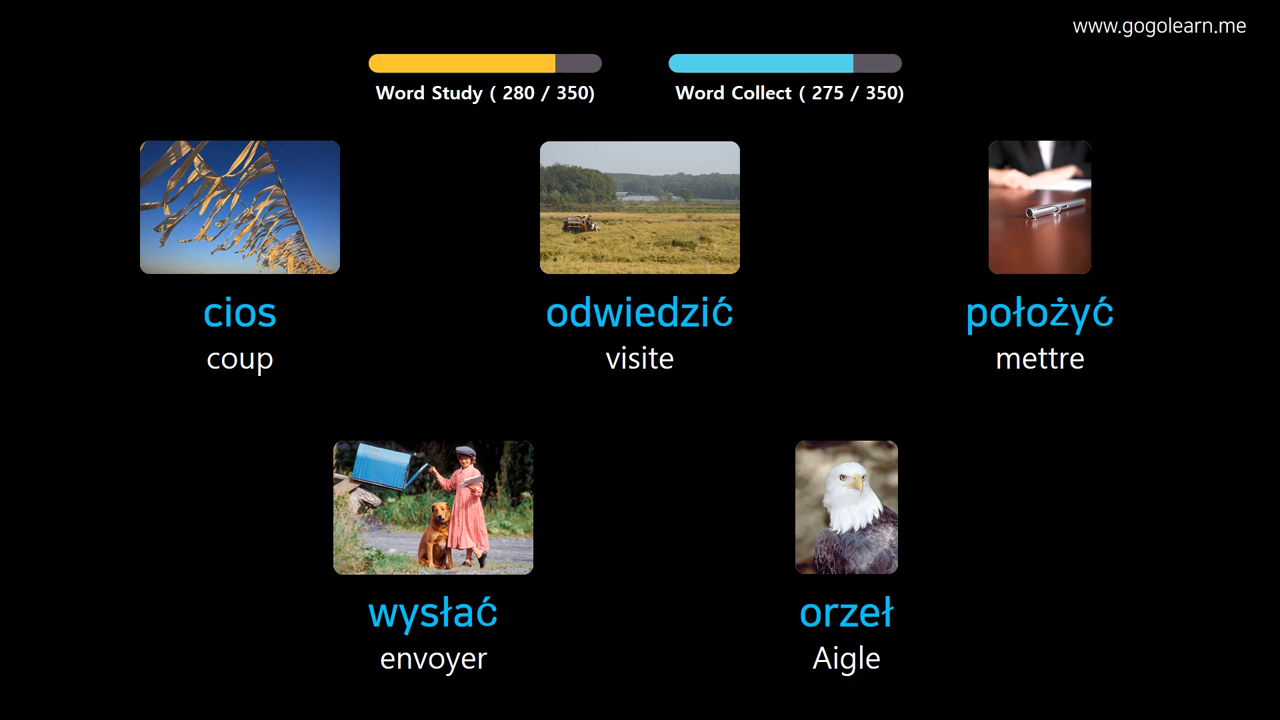 www.gogolearn.me
Word Study ( 280 / 350)
Word Collect ( 275 / 350)
cios
coup
odwiedzić
visite
położyć
mettre
wysłać
envoyer
orzeł
Aigle